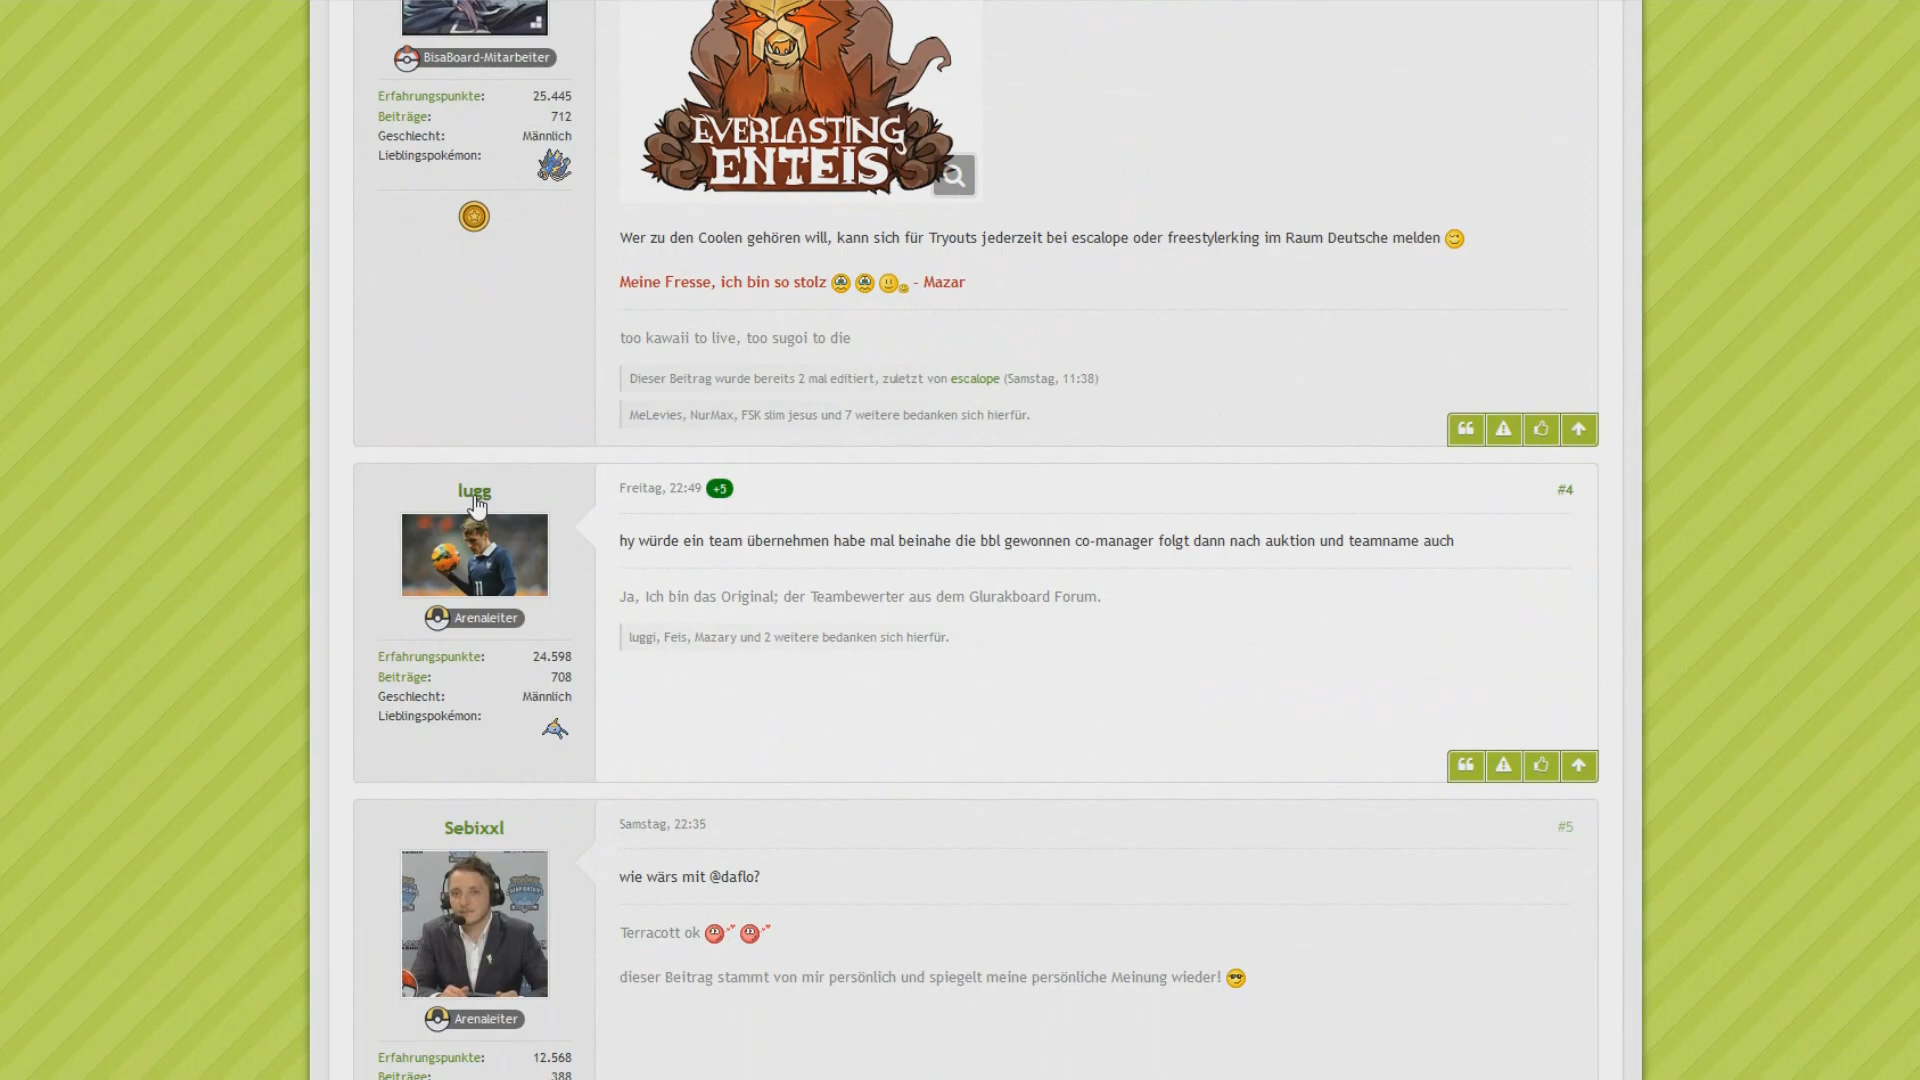 BisaBoard-Mitarbeiter
Erfahrungspunkte: 25.445
Beiträge: 712
Geschlecht: Männlich
Lieblingspokémon:
EVERLASTING
ENTEIS
Wer zu den Coolen gehören will, kann sich für Tryouts jederzeit bei escalope oder freestylerking im Raum Deutsche melden
Meine Fresse, ich bin so stolz - Mazar
too kawaii to live, too sugoi to die
Dieser Beitrag wurde bereits 2 mal editiert, zuletzt von escalope (Samstag, 11:38)
MeLevies, NurMax, FSK slim jesus und 7 weitere bedanken sich hierfür.
lugg
Arenaleiter
Erfahrungspunkte: 24.598
Beiträge: 708
Geschlecht: Männlich
Lieblingspokémon:
Freitag, 22:49 +5
#4
hy würde ein team übernehmen habe mal beinahe die bbl gewonnen co-manager folgt dann nach auktion und teamname auch
Ja, Ich bin das Original; der Teambewerter aus dem Glurakboard Forum.
luggi, Feis, Mazary und 2 weitere bedanken sich hierfür.
Sebixxl
Arenaleiter
Erfahrungspunkte: 12.568
Beiträge: 388
Samstag, 22:35
#5
wie wärs mit @daflo?
Terracott ok
dieser Beitrag stammt von mir persönlich und spiegelt meine persönliche Meinung wieder!